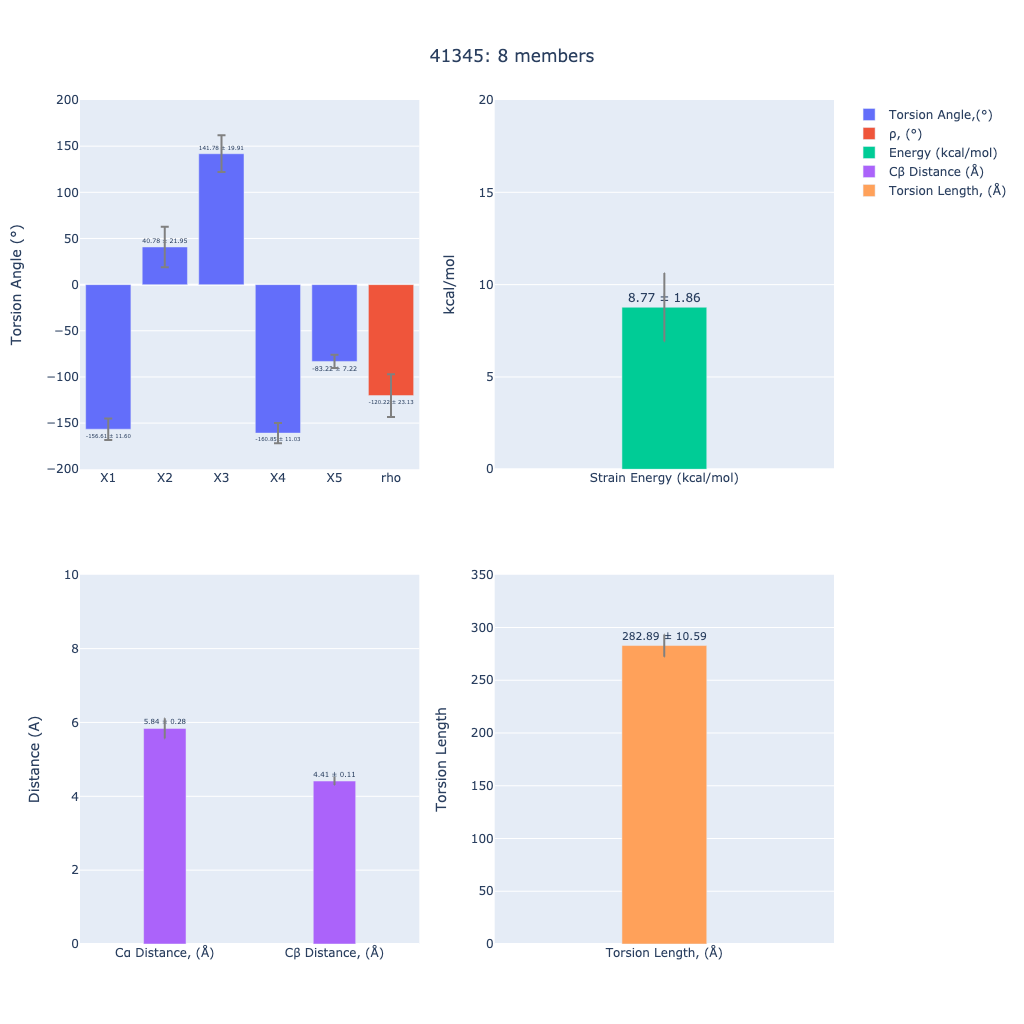 41345: 8 members
Torsion Angle (°)
200
150
100
50
0
−50
−100
−150
−200
141.78 ± 19.91
40.78 ± 21.95
-83.22 ± 7.22
-120.22 ± 23.13
-156.61 ± 11.60
-160.85 ± 11.03
X1 X2 X3 X4 X5 rho
kcal/mol
20
15
10
5
0
8.77 ± 1.86
Strain Energy (kcal/mol)
Torsion Angle,(°)
ρ, (°)
Energy (kcal/mol)
Cβ Distance (Å)
Torsion Length, (Å)
Distance (A)
10
8
6
4
2
0
5.84 ± 0.28
4.41 ± 0.11
Cα Distance, (Å) Cβ Distance, (Å)
Torsion Length
350
300
250
200
150
100
50
0
282.89 ± 10.59
Torsion Length, (Å)